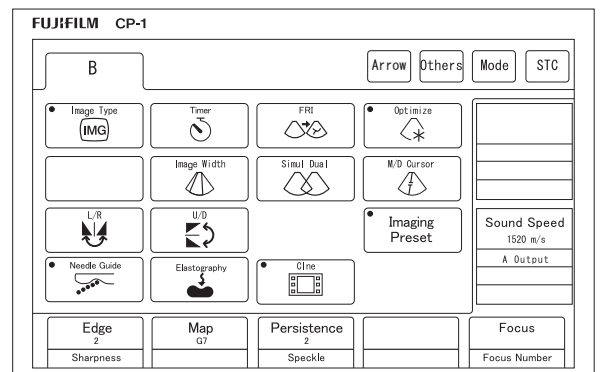 FUJIFILM CP-1
B
Arrow Others Mode STC
Image Type Timer FRI Optimize
IMG
Image Width Simul Dual M/D Cursor
L/R U/D Imaging
Preset
Sound Speed
1520 m/s
A Output
Needle Guide Elastography CIne
Edge Map Persistence Focus
2 G7 2
Sharpness Speckle Focus Number